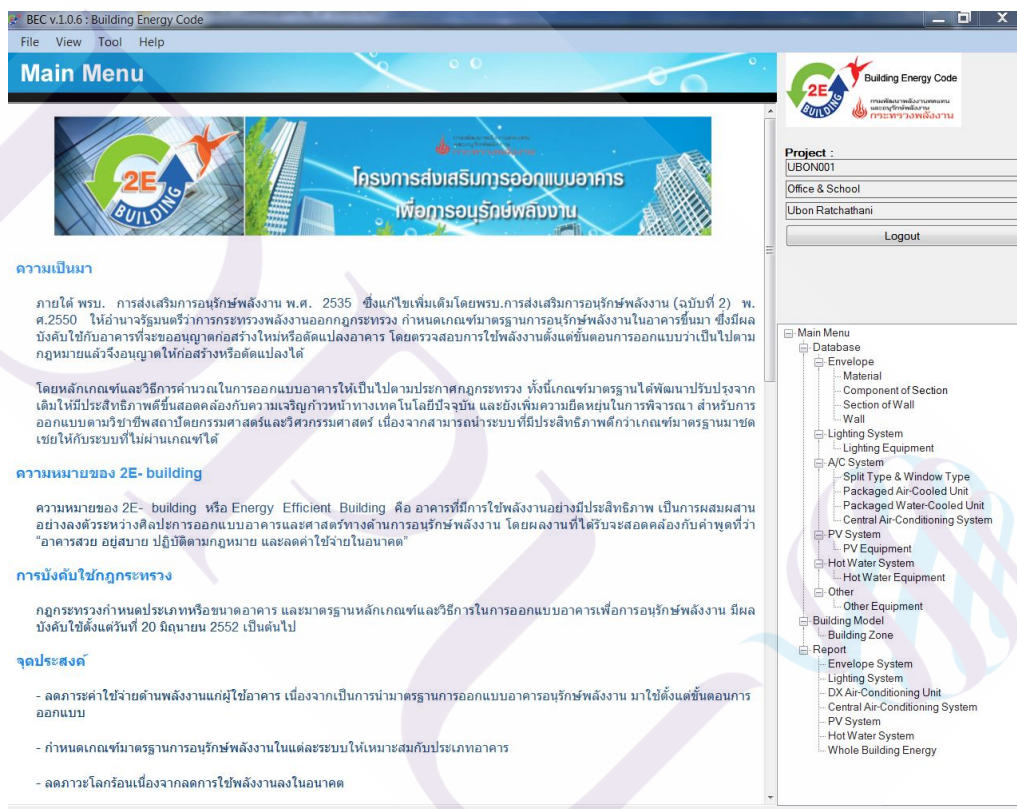 BEC v.1.0.6 : Building Energy Code
File View Tool Help
Main Menu
2E
BUILDING
โครงการส่งเสริมการออกแบบอาคาร
เพื่อการอนุรักษ์พลังงาน
ความเป็นมา
ภายใต้ พรบ. การส่งเสริมการอนุรักษ์พลังงาน พ.ศ. 2535 ซึ่งแก้ไขเพิ่มเติมโดยพรบ.การส่งเสริมการอนุรักษ์พลังงาน (ฉบับที่ 2) พ.
ศ.2550 ให้อำนาจรัฐมนตรีว่าการกระทรวงพลังงานออกกฎกระทรวง กำหนดเกณฑ์มาตรฐานการอนุรักษ์พลังงานในอาคารขึ้นมา ซึ่งมีผล
บังคับใช้กับอาคารที่จะขออนุญาตก่อสร้างใหม่หรือดัดแปลงอาคาร โดยตรวจสอบการใช้พลังงานตั้งแต่ขั้นตอนการออกแบบว่าเป็นไปตาม
กฎหมายแล้วจึงอนุญาตให้ก่อสร้างหรือดัดแปลงได้
โดยหลักเกณฑ์และวิธีการคำนวณในการออกแบบอาคารให้เป็นไปตามประกาศกฎกระทรวง ทั้งนี้เกณฑ์มาตรฐานได้พัฒนาปรับปรุงจาก
เดิมให้มีประสิทธิภาพดีขึ้นสอดคล้องกับความเจริญก้าวหน้าทางเทคโนโลยีปัจจุบัน และยังเพิ่มความยืดหยุ่นในการพิจารณา สำหรับการ
ออกแบบตามวิชาชีพสถาปัตยกรรมศาสตร์และวิศวกรรมศาสตร์ เนื่องจากสามารถนำระบบที่มีประสิทธิภาพดีกว่าเกณฑ์มาตรฐานมาชด
เชยให้กับระบบที่ไม่ผ่านเกณฑ์ได้
ความหมายของ 2E- building
ความหมายของ 2E- building หรือ Energy Efficient Building คือ อาคารที่มีการใช้พลังงานอย่างมีประสิทธิภาพ เป็นการผสมผสาน
อย่างลงตัวระหว่างศิลปะการออกแบบอาคารและศาสตร์ทางด้านการอนุรักษ์พลังงาน โดยผลงานที่ได้รับจะสอดคล้องกับคำพูดที่ว่า
“อาคารสวย อยู่สบาย ปฏิบัติตามกฎหมาย และลดค่าใช้จ่ายในอนาคต”
การบังคับใช้กฎกระทรวง
กฎกระทรวงกำหนดประเภทหรือขนาดอาคาร และมาตรฐานหลักเกณฑ์และวิธีการในการออกแบบอาคารเพื่อการอนุรักษ์พลังงาน มีผล
บังคับใช้ตั้งแต่วันที่ 20 มิถุนายน 2552 เป็นต้นไป
จุดประสงค์
- ลดภาระค่าใช้จ่ายด้านพลังงานแก่ผู้ใช้อาคาร เนื่องจากเป็นการนำมาตรฐานการออกแบบอาคารอนุรักษ์พลังงาน มาใช้ตั้งแต่ขั้นตอนการ
ออกแบบ
- กำหนดเกณฑ์มาตรฐานการอนุรักษ์พลังงานในแต่ละระบบให้เหมาะสมกับประเภทอาคาร
- ลดภาวะโลกร้อนเนื่องจากลดการใช้พลังงานลงในอนาคต
2E
BUILDING
Building Energy Code
กรมพัฒนาพลังงานทดแทน
และอนุรักษ์พลังงาน
กระทรวงพลังงาน
Project :
UBON001
Office & School
Ubon Ratchathani
Logout
Main Menu
Database
Envelope
Material
Component of Section
Section of Wall
Wall
Lighting System
Lighting Equipment
A/C System
Split Type & Window Type
Packaged Air-Cooled Unit
Packaged Water-Cooled Unit
Central Air-Conditioning System
PV System
PV Equipment
Hot Water System
Hot Water Equipment
Other
Other Equipment
Building Model
Building Zone
Report
Envelope System
Lighting System
DX Air-Conditioning Unit
Central Air-Conditioning System
PV System
Hot Water System
Whole Building Energy